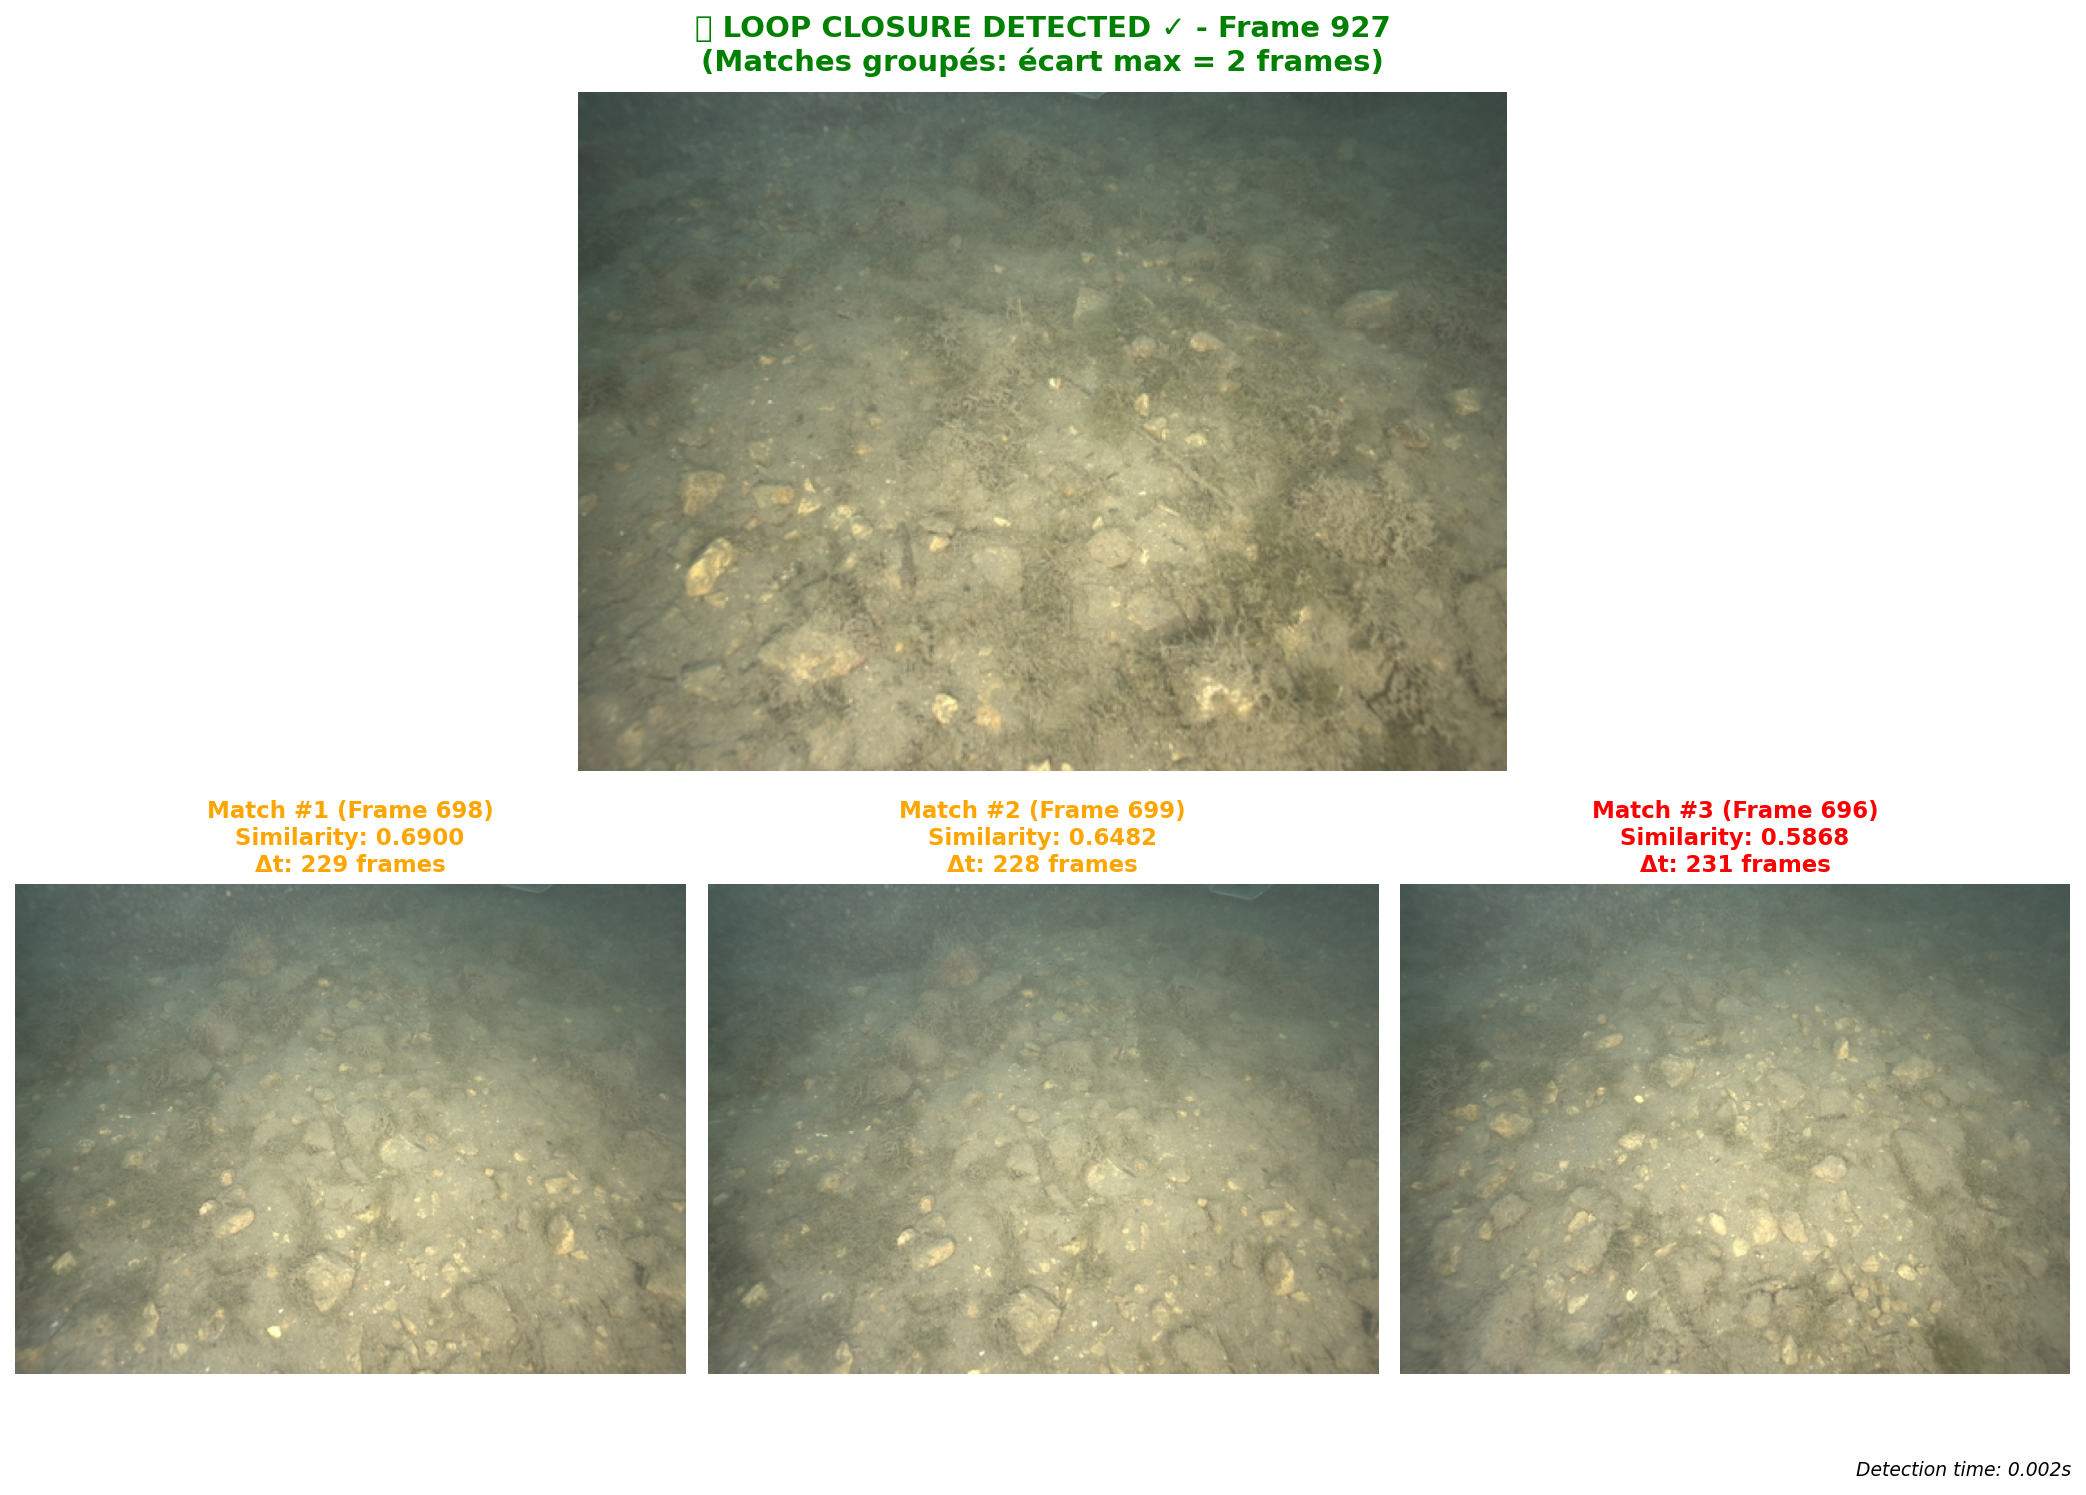 LOOP CLOSURE DETECTED ✓ - Frame 927
(Matches groupés: écart max = 2 frames)
Match #1 (Frame 698)
Similarity: 0.6900
Δt: 229 frames
Match #2 (Frame 699)
Similarity: 0.6482
Δt: 228 frames
Match #3 (Frame 696)
Similarity: 0.5868
Δt: 231 frames
Detection time: 0.002s